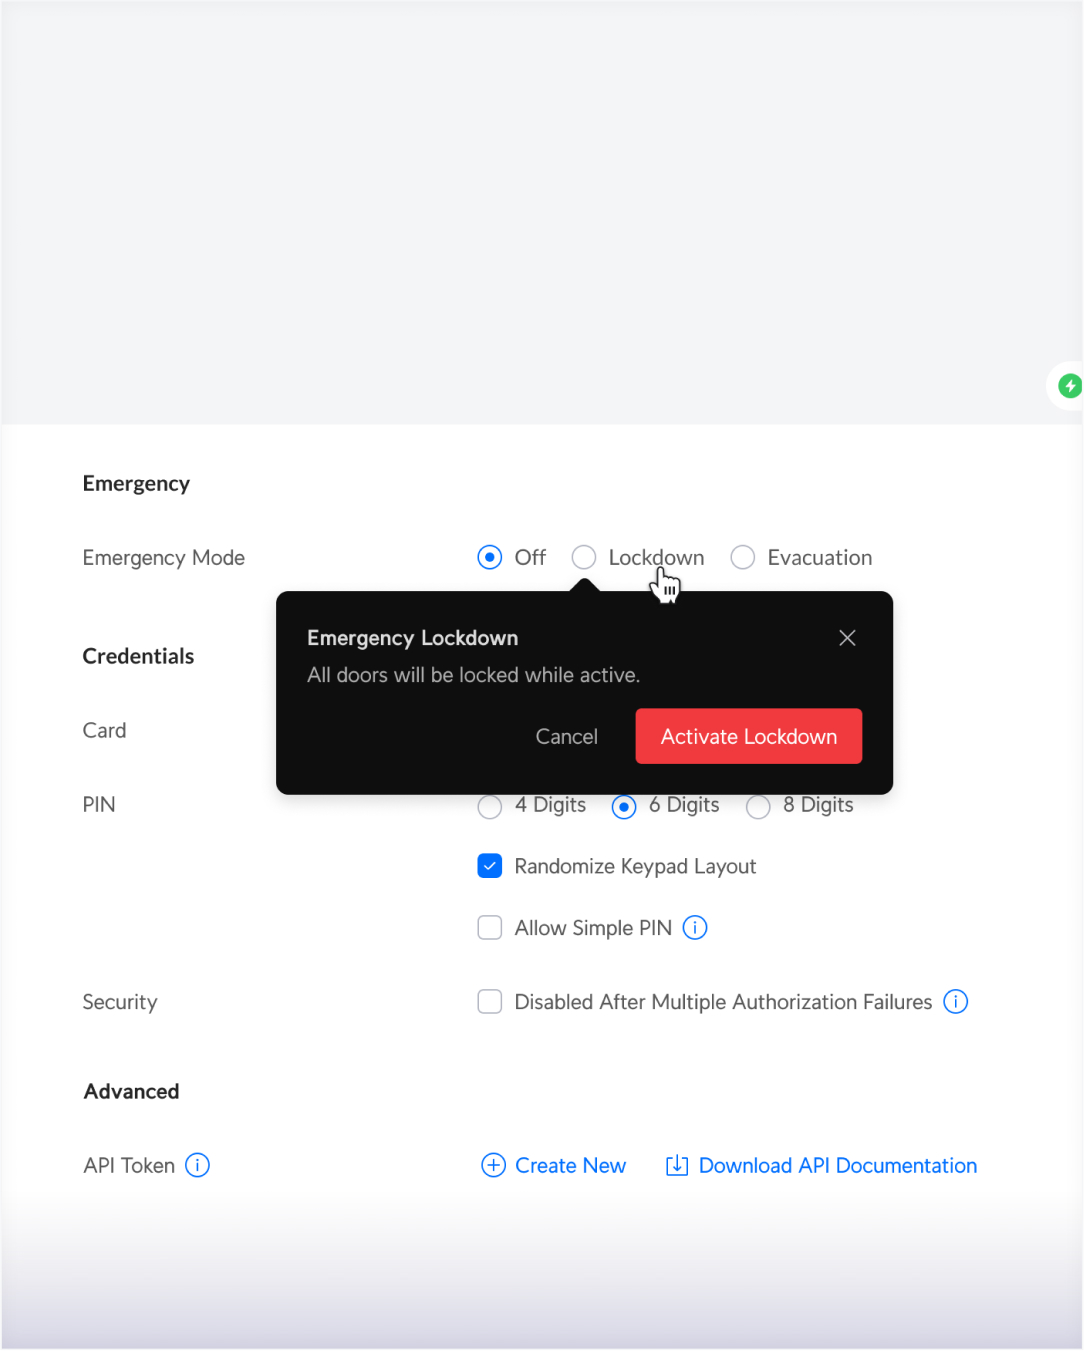 Emergency
Emergency Mode Off Lockdown Evacuation
Emergency Lockdown
All doors will be locked while active.
Cancel Activate Lockdown
Credentials
Card
PIN 4 Digits 6 Digits 8 Digits
Randomize Keypad Layout
Allow Simple PIN
Security Disabled After Multiple Authorization Failures
Advanced
API Token Create New Download API Documentation